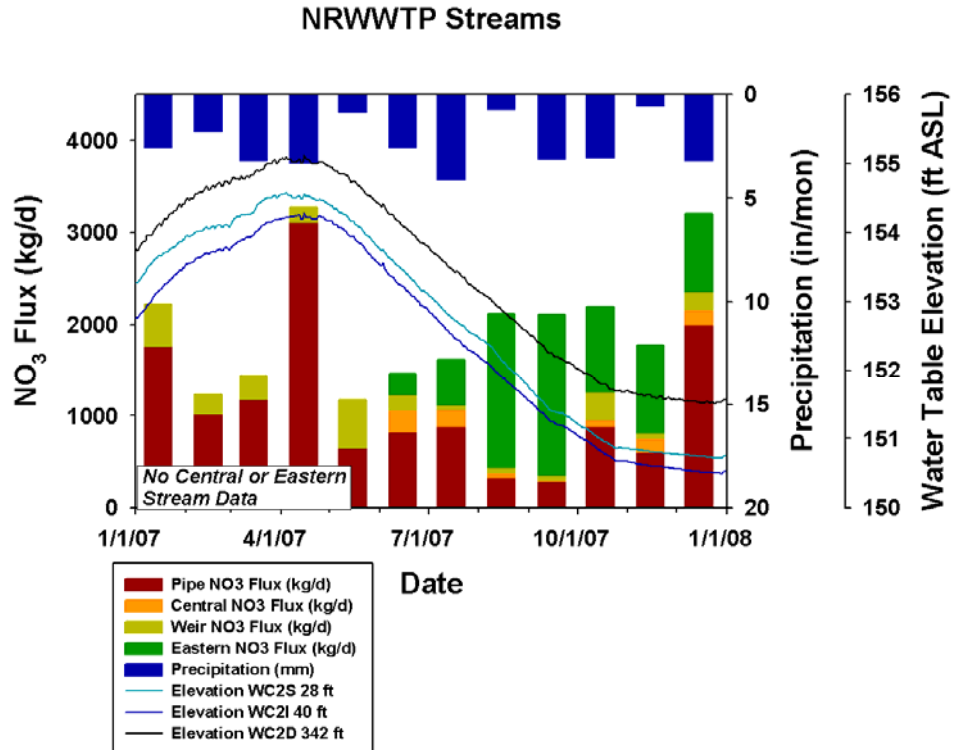 NRWWTP Streams
4000
3000
2000
1000
0
NO3 Flux (kg/d)
0
5
10
15
20
Precipitation (in/mon)
156
155
154
153
152
151
150
Water Table Elevation (ft ASL)
No Central or Eastern
Stream Data
1/1/07
4/1/07
7/1/07
10/1/07
1/1/08
Date
Pipe NO3 Flux (kg/d)
Central NO3 Flux (kg/d)
Weir NO3 Flux (kg/d)
Eastern NO3 Flux (kg/d)
Precipitation (mm)
Elevation WC2S 28 ft
Elevation WC2I 40 ft
Elevation WC2D 342 ft